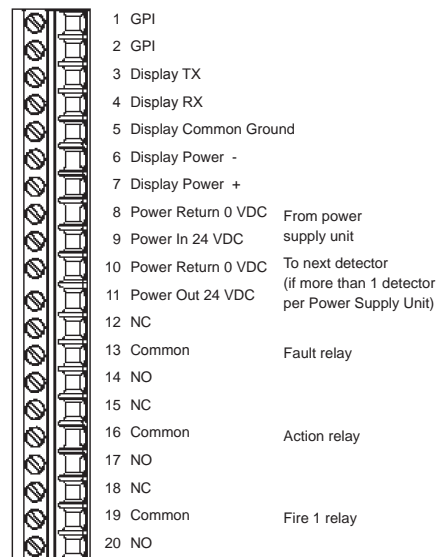 1 GPI
2 GPI
3 Display TX
4 Display RX
5 Display Common Ground
6 Display Power -
7 Display Power +
8 Power Return 0 VDC
9 Power In 24 VDC
From power
supply unit
10 Power Return 0 VDC
11 Power Out 24 VDC
To next detector
(if more than 1 detector
per Power Supply Unit)
12 NC
13 Common Fault relay
14 NO
15 NC
16 Common Action relay
17 NO
18 NC
19 Common Fire 1 relay
20 NO